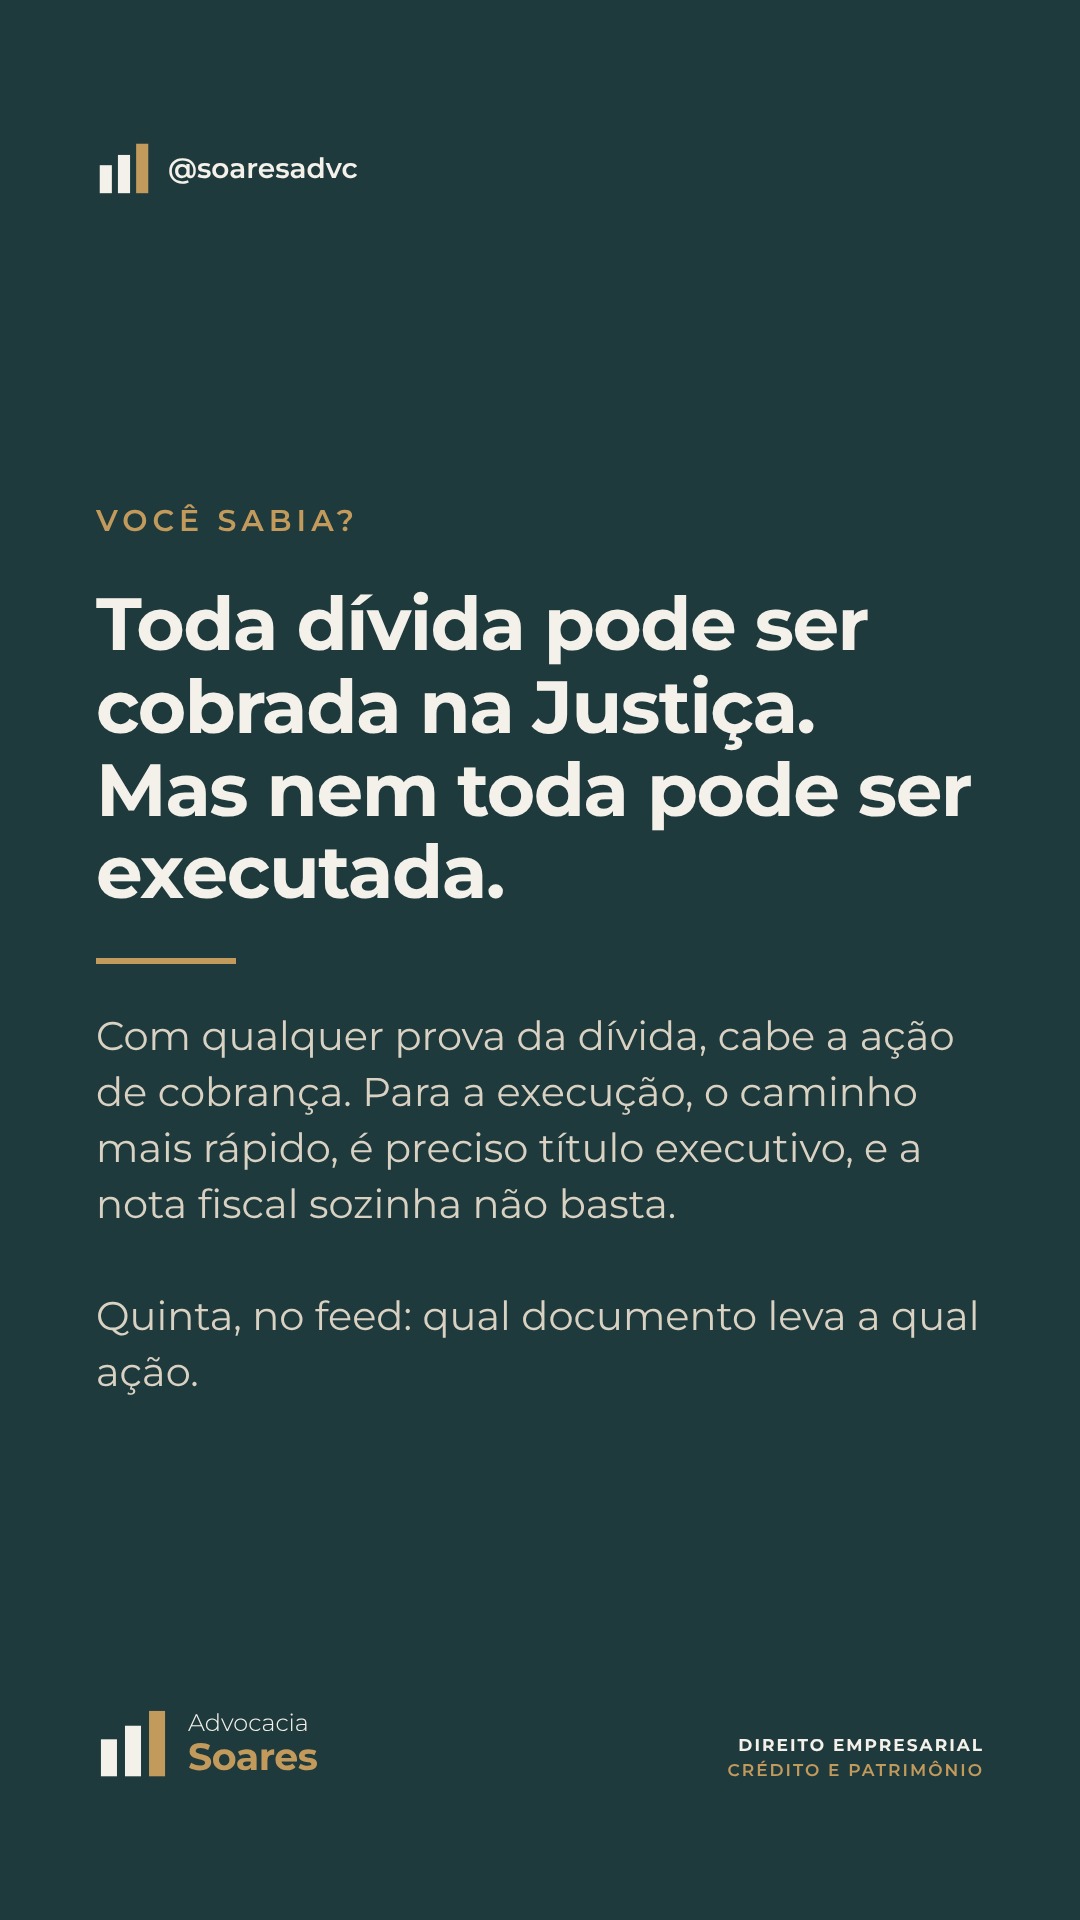 @soaresadvc
VOCÊ SABIA?
Toda dívida pode ser
cobrada na Justiça.
Mas nem toda pode ser
executada.
Com qualquer prova da dívida, cabe a ação
de cobrança. Para a execução, o caminho
mais rápido, é preciso título executivo, e a
nota fiscal sozinha não basta.
Quinta, no feed: qual documento leva a qual
ação.
Advocacia
Soares
DIREITO EMPRESARIAL
CRÉDITO E PATRIMÔNIO